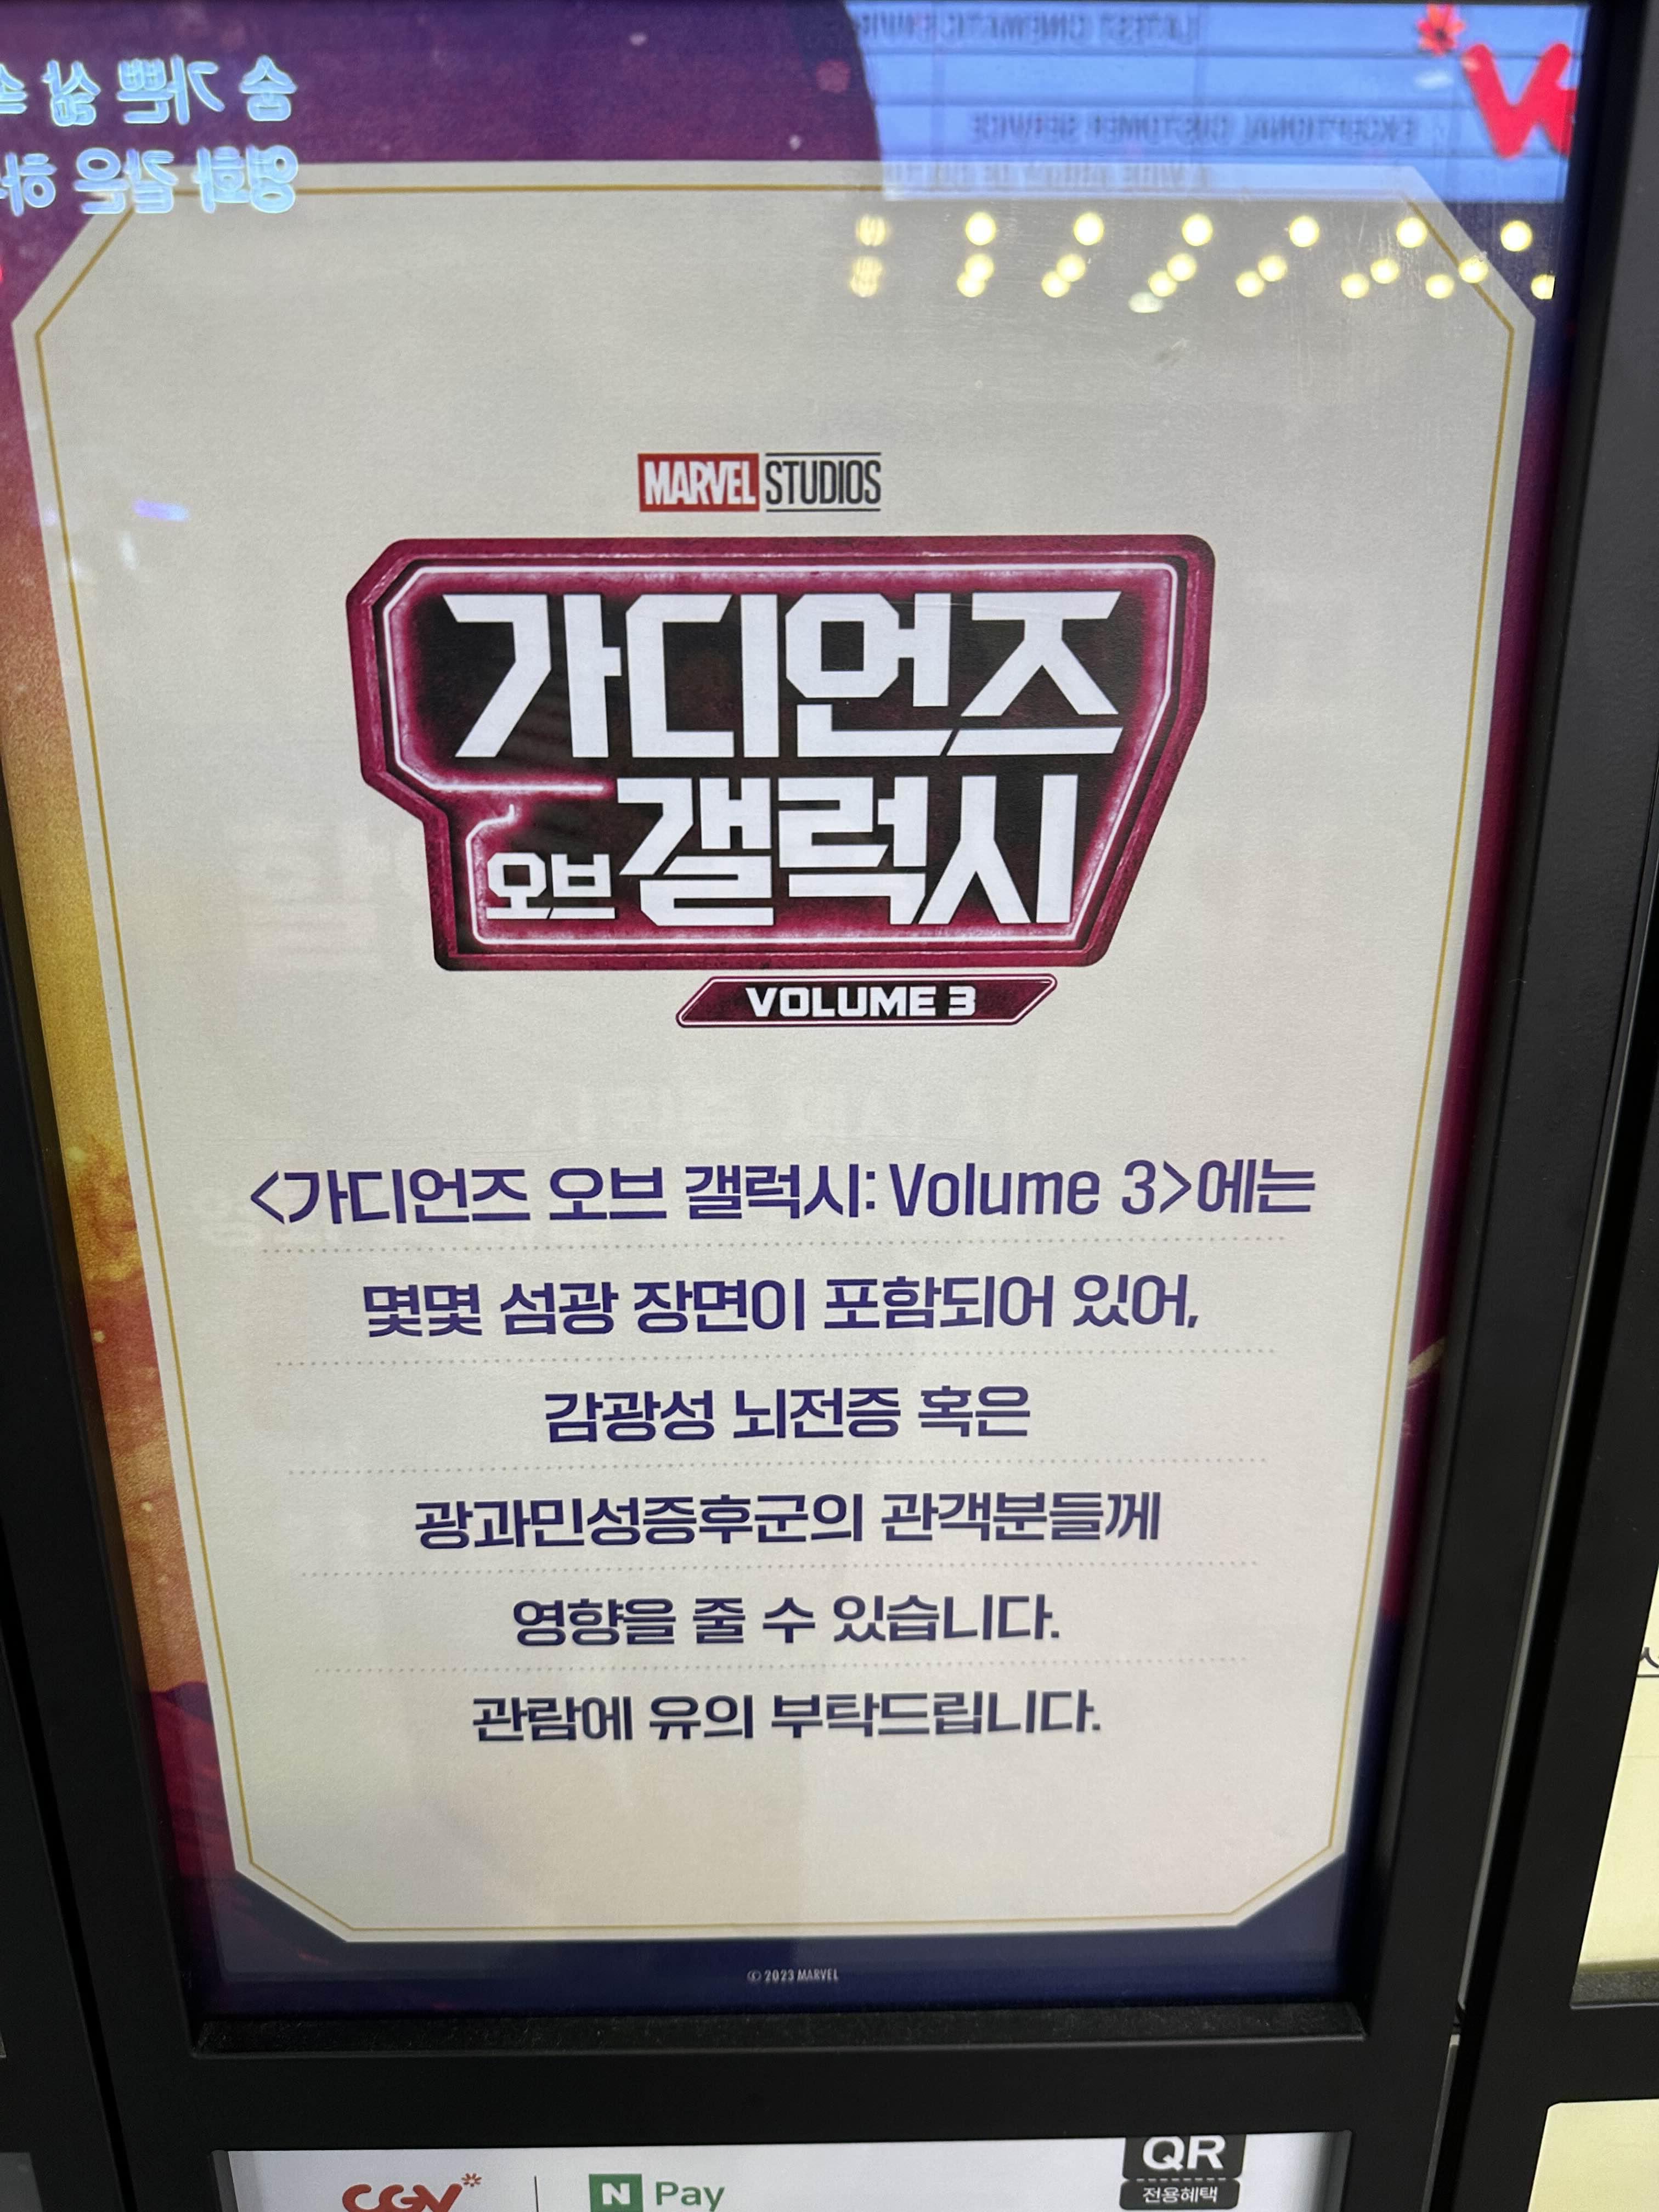 MARVEL STUDIOS
가디언즈
오브 갤럭시
VOLUME 3
<가디언즈 오브 갤럭시: Volume 3>에는
몇몇 섬광 장면이 포함되어 있어,
감광성 뇌전증 혹은
광과민성증후군의 관객분들께
영향을 줄 수 있습니다.
관람에 유의 부탁드립니다.
© 2023 MARVEL
CGV
N Pay
QR
전용혜택